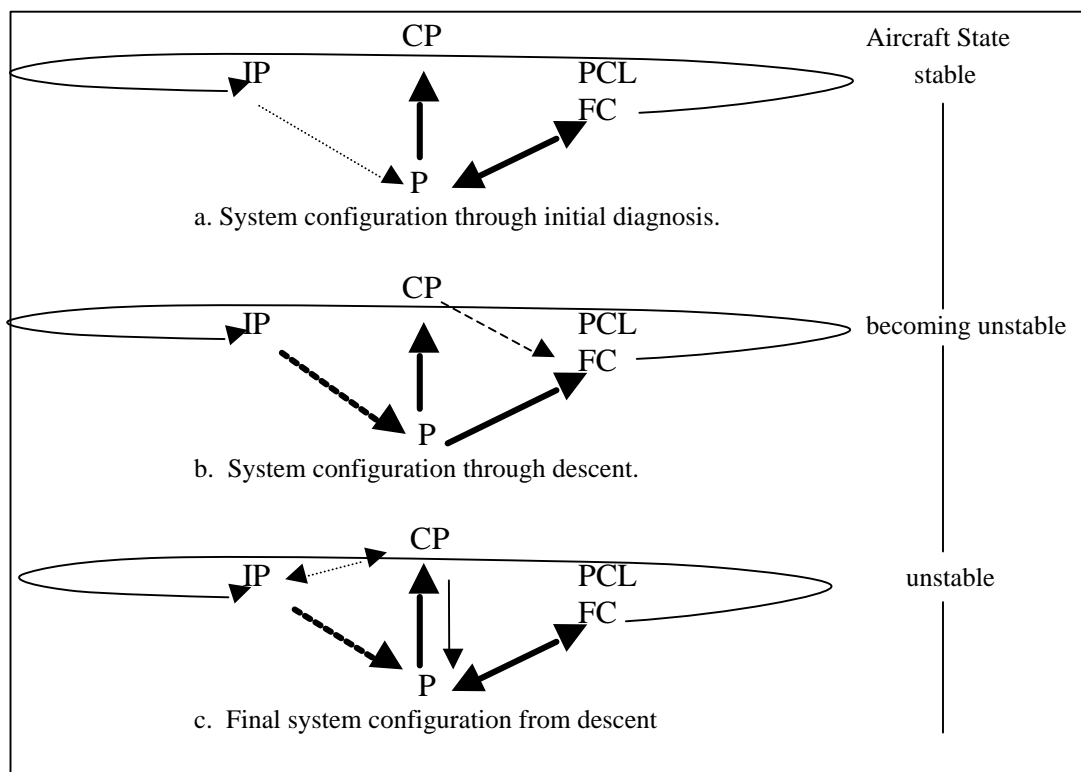 CP
Aircraft State
IP
PCL
stable
FC
P
a. System configuration through initial diagnosis.
CP
IP
PCL
becoming unstable
FC
P
b. System configuration through descent.
CP
IP
PCL
unstable
FC
P
c. Final system configuration from descent